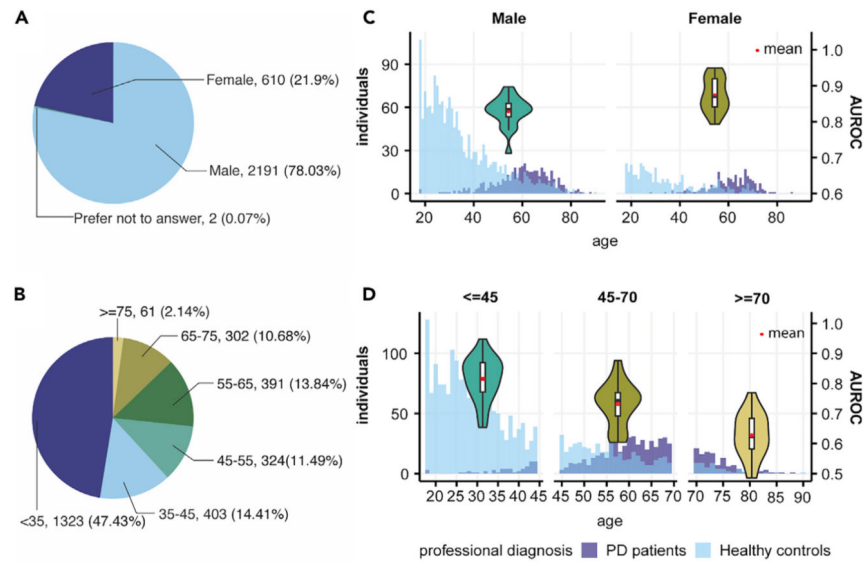 A
Female, 610 (21.9%)
Male, 2191 (78.03%)
Prefer not to answer, 2 (0.07%)
B
>=75, 61 (2.14%)
65-75, 302 (10.68%)
55-65, 391 (13.84%)
45-55, 324(11.49%)
35-45, 403 (14.41%)
<35, 1323 (47.43%)
C
Male Female
mean
individuals
90
60
30
0
20 40 60 80 20 40 60 80
age
1.0
0.9
0.8
0.7
0.6
AUROC
D
<=45 45-70 >=70
mean
individuals
100
50
0
20 25 30 35 40 45 45 50 55 60 65 70 70 75 80 85 90
age
1.0
0.9
0.8
0.7
0.6
0.5
AUROC
professional diagnosis PD patients Healthy controls